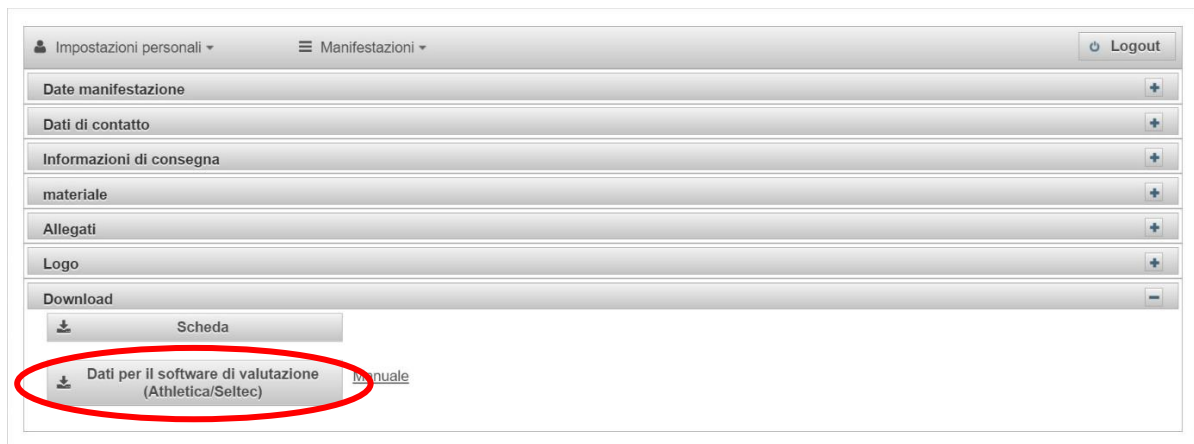 Impostazioni personali Manifestazioni Logout
Date manifestazione
Dati di contatto
Informazioni di consegna
materiale
Allegati
Logo
Download
Scheda
Dati per il software di valutazione
(Athletica/Seltec)
Manuale